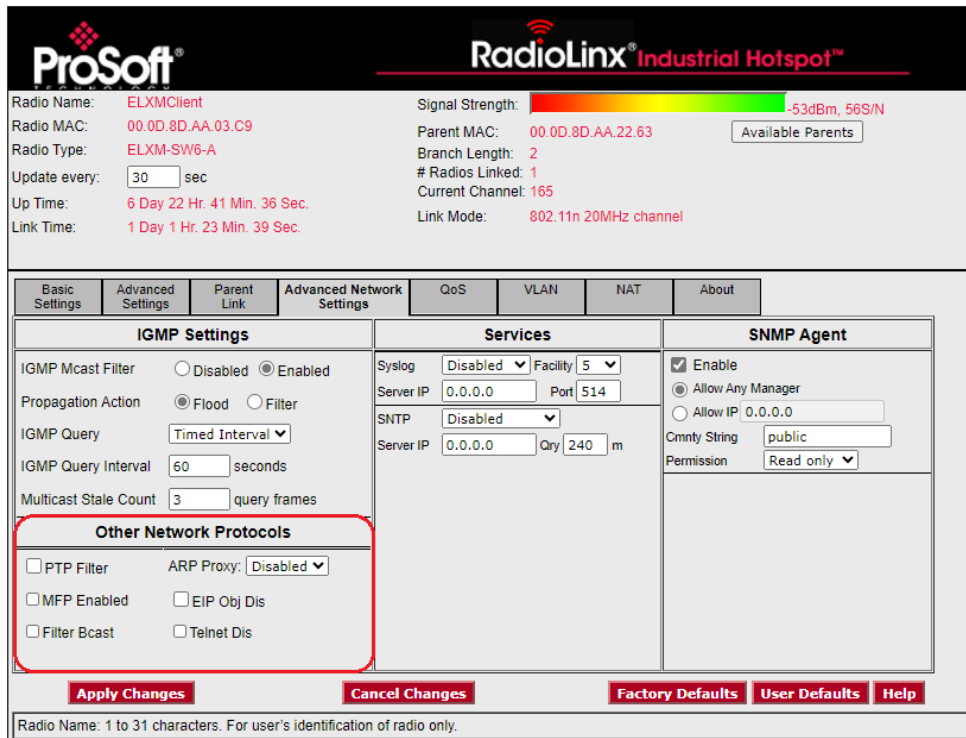 ProSoft®
TECHNOLOGY
RadioLinx® Industrial Hotspot™
Radio Name: ELXMClient
Radio MAC: 00.0D.8D.AA.03.C9
Radio Type: ELXM-SW6-A
Update every: 30 sec
Up Time: 6 Day 22 Hr. 41 Min. 36 Sec.
Link Time: 1 Day 1 Hr. 23 Min. 39 Sec.
Signal Strength: -53dBm, 56S/N
Parent MAC: 00.0D.8D.AA.22.63 Available Parents
Branch Length: 2
# Radios Linked: 1
Current Channel: 165
Link Mode: 802.11n 20MHz channel
Basic Settings
Advanced Settings
Parent Link
Advanced Network Settings
QoS
VLAN
NAT
About
IGMP Settings
IGMP Mcast Filter Disabled Enabled
Propagation Action Flood Filter
IGMP Query Timed Interval
IGMP Query Interval 60 seconds
Multicast Stale Count 3 query frames
Other Network Protocols
PTP Filter ARP Proxy: Disabled
MFP Enabled EIP Obj Dis
Filter Bcast Telnet Dis
Services
Syslog Disabled Facility 5
Server IP 0.0.0.0 Port 514
SNTP Disabled
Server IP 0.0.0.0 Qry 240 m
SNMP Agent
Enable
Allow Any Manager
Allow IP 0.0.0.0
Cmnty String public
Permission Read only
Apply Changes Cancel Changes Factory Defaults User Defaults Help
Radio Name: 1 to 31 characters. For user's identification of radio only.